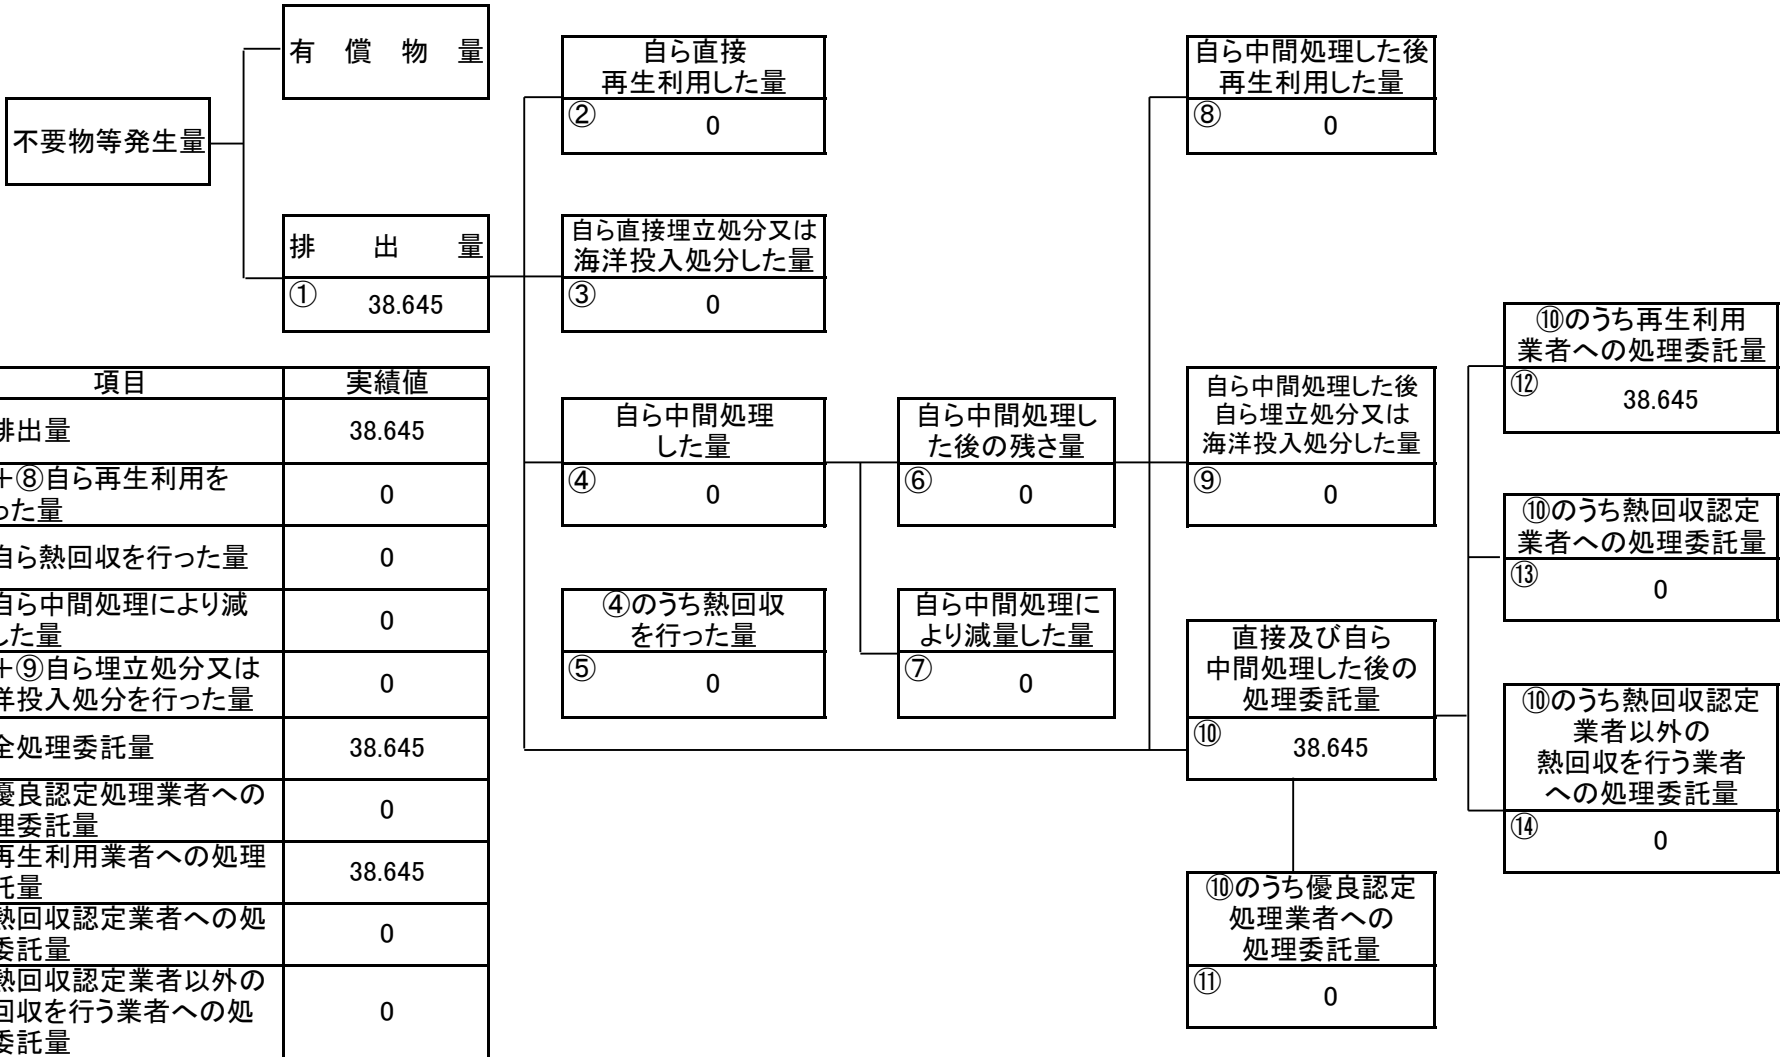 有償物量
不要物等発生量
排出量
① 38.645
自ら直接
再生利用した量
② 0
自ら直接埋立処分又は
海洋投入処分した量
③ 0
自ら中間処理
した量
④ 0
④のうち熱回収
を行った量
⑤ 0
自ら中間処理し
た後の残さ量
⑥ 0
自ら中間処理に
より減量した量
⑦ 0
自ら中間処理した後
再生利用した量
⑧ 0
自ら中間処理した後
自ら埋立処分又は
海洋投入処分した量
⑨ 0
直接及び自ら
中間処理した後の
処理委託量
⑩ 38.645
⑩のうち優良認定
処理業者への
処理委託量
⑪ 0
⑩のうち再生利用
業者への処理委託量
⑫ 38.645
⑩のうち熱回収認定
業者への処理委託量
⑬ 0
⑩のうち熱回収認定
業者以外の
熱回収を行う業者
への処理委託量
⑭ 0
項目 実績値
排出量 38.645
+⑧自ら再生利用を
った量 0
自ら熱回収を行った量 0
自ら中間処理により減
した量 0
+⑨自ら埋立処分又は
洋投入処分を行った量 0
全処理委託量 38.645
優良認定処理業者への
理委託量 0
再生利用業者への処理
託量 38.645
熱回収認定業者への処
委託量 0
熱回収認定業者以外の
回収を行う業者への処
委託量 0